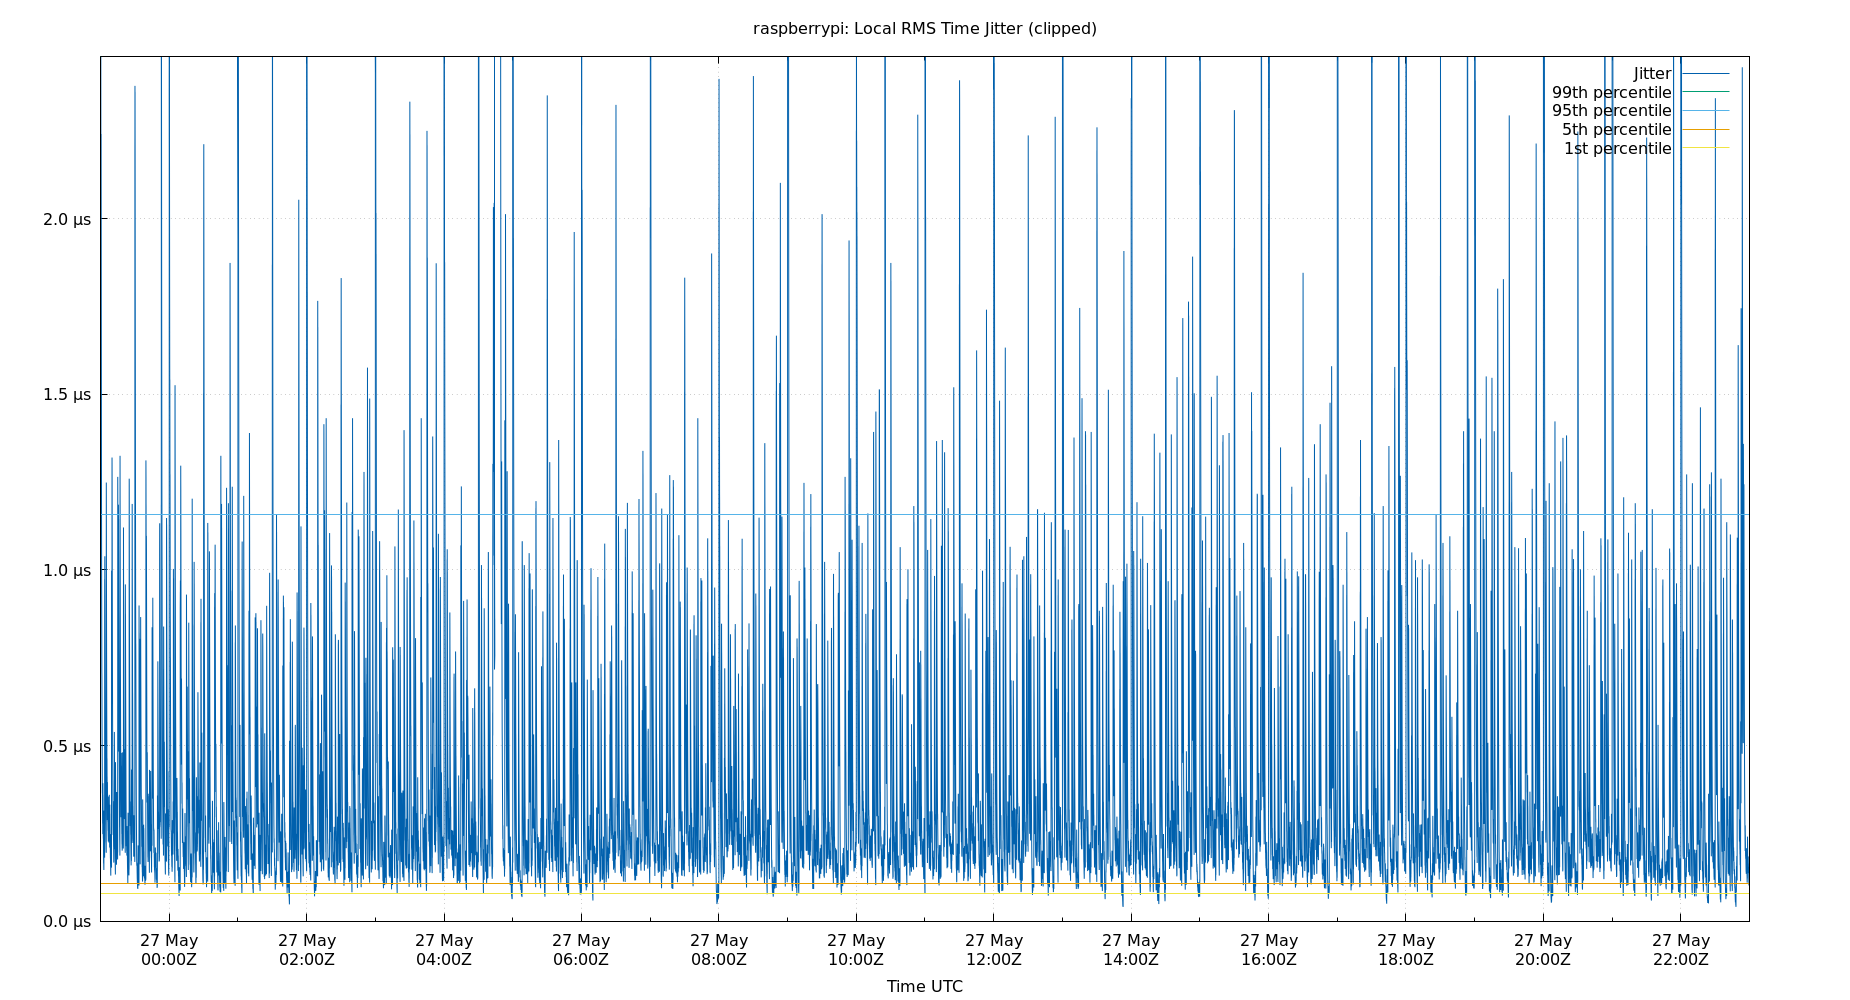 raspberrypi: Local RMS Time Jitter (clipped)
Jitter
99th percentile
95th percentile
5th percentile
1st percentile
2.0 µs
1.5 µs
1.0 µs
0.5 µs
0.0 µs
27 May 27 May 27 May 27 May 27 May 27 May 27 May 27 May 27 May 27 May 27 May 27 May
00:00Z 02:00Z 04:00Z 06:00Z 08:00Z 10:00Z 12:00Z 14:00Z 16:00Z 18:00Z 20:00Z 22:00Z
Time UTC